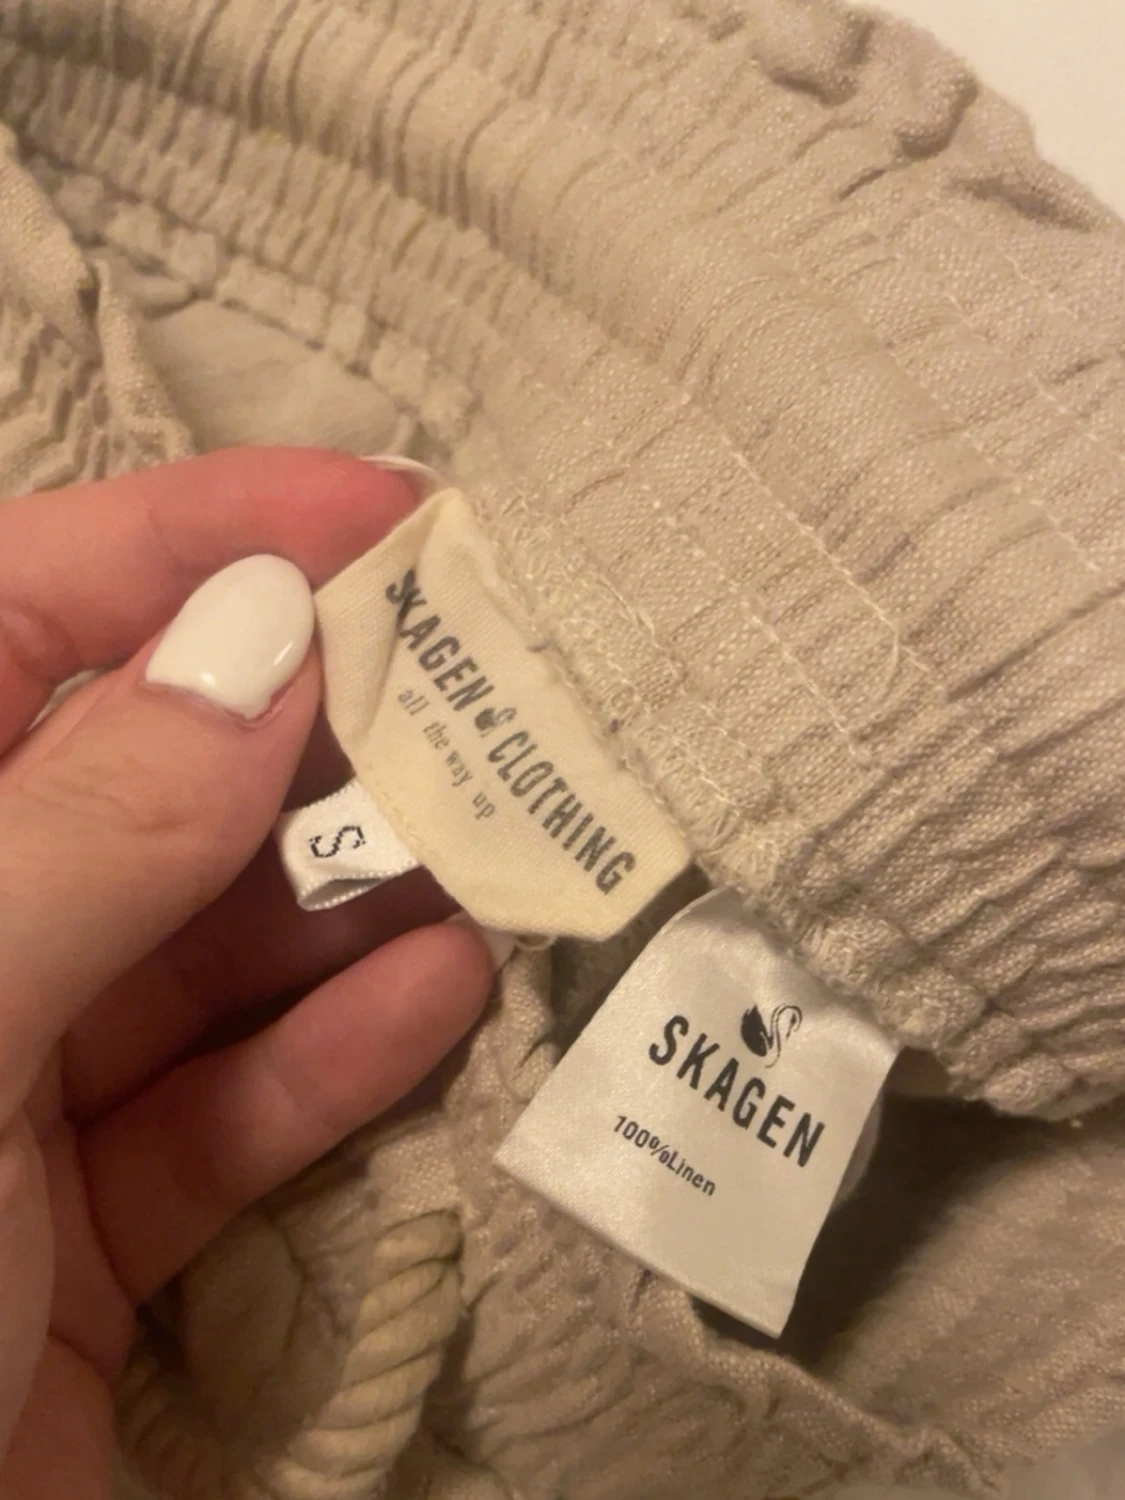 SKAGEN CLOTHING
all the way up
S
SKAGEN
100%Linen